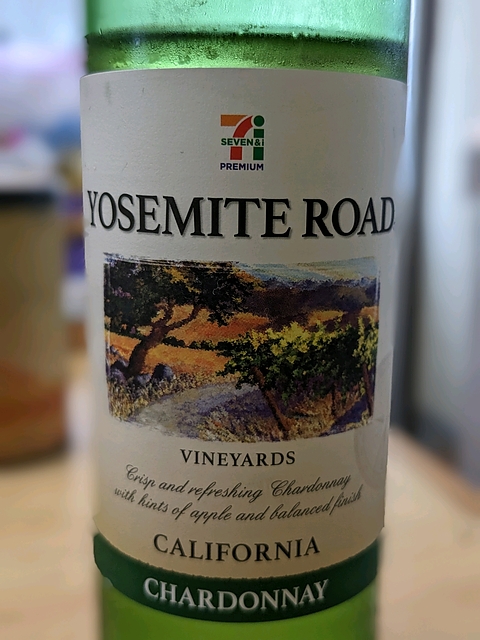 7i
SEVEN&i
PREMIUM
YOSEMITE ROAD
VINEYARDS
Crisp and refreshing Chardonnay
with hints of apple and balanced finish
CALIFORNIA
CHARDONNAY